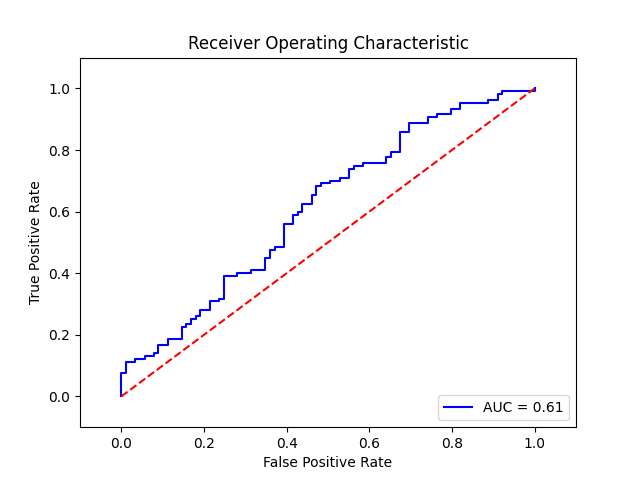 Receiver Operating Characteristic
True Positive Rate
1.0
0.8
0.6
0.4
0.2
0.0
AUC = 0.61
0.0 0.2 0.4 0.6 0.8 1.0
False Positive Rate